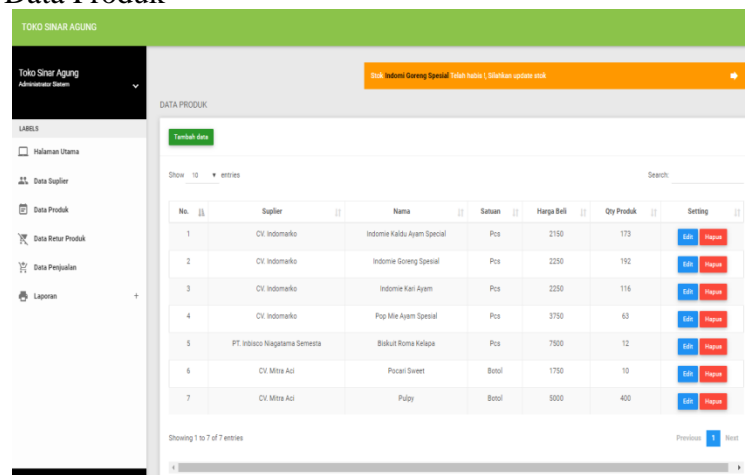 Data Produk
TOKO SINAR AGUNG
Toko Sinar Agung
Administrator Sistem
Stok Indomi Goreng Spesial Telah habis !, Silahkan update stok
DATA PRODUK
LABELS
Halaman Utama
Data Suplier
Data Produk
Data Retur Produk
Data Penjualan
Laporan +
Tambah data
Show 10 entries Search:
No. Suplier Nama Satuan Harga Beli Qty Produk Setting
1 CV. Indomarko Indomie Kaldu Ayam Special Pcs 2150 173 Edit Hapus
2 CV. Indomarko Indomie Goreng Spesial Pcs 2250 192 Edit Hapus
3 CV. Indomarko Indomie Kari Ayam Pcs 2250 116 Edit Hapus
4 CV. Indomarko Pop Mie Ayam Spesial Pcs 3750 63 Edit Hapus
5 PT. Inbisco Niagatama Semesta Biskuit Roma Kelapa Pcs 7500 12 Edit Hapus
6 CV. Mitra Aci Pocari Sweet Botol 1750 10 Edit Hapus
7 CV. Mitra Aci Pulpy Botol 5000 400 Edit Hapus
Showing 1 to 7 of 7 entries Previous 1 Next